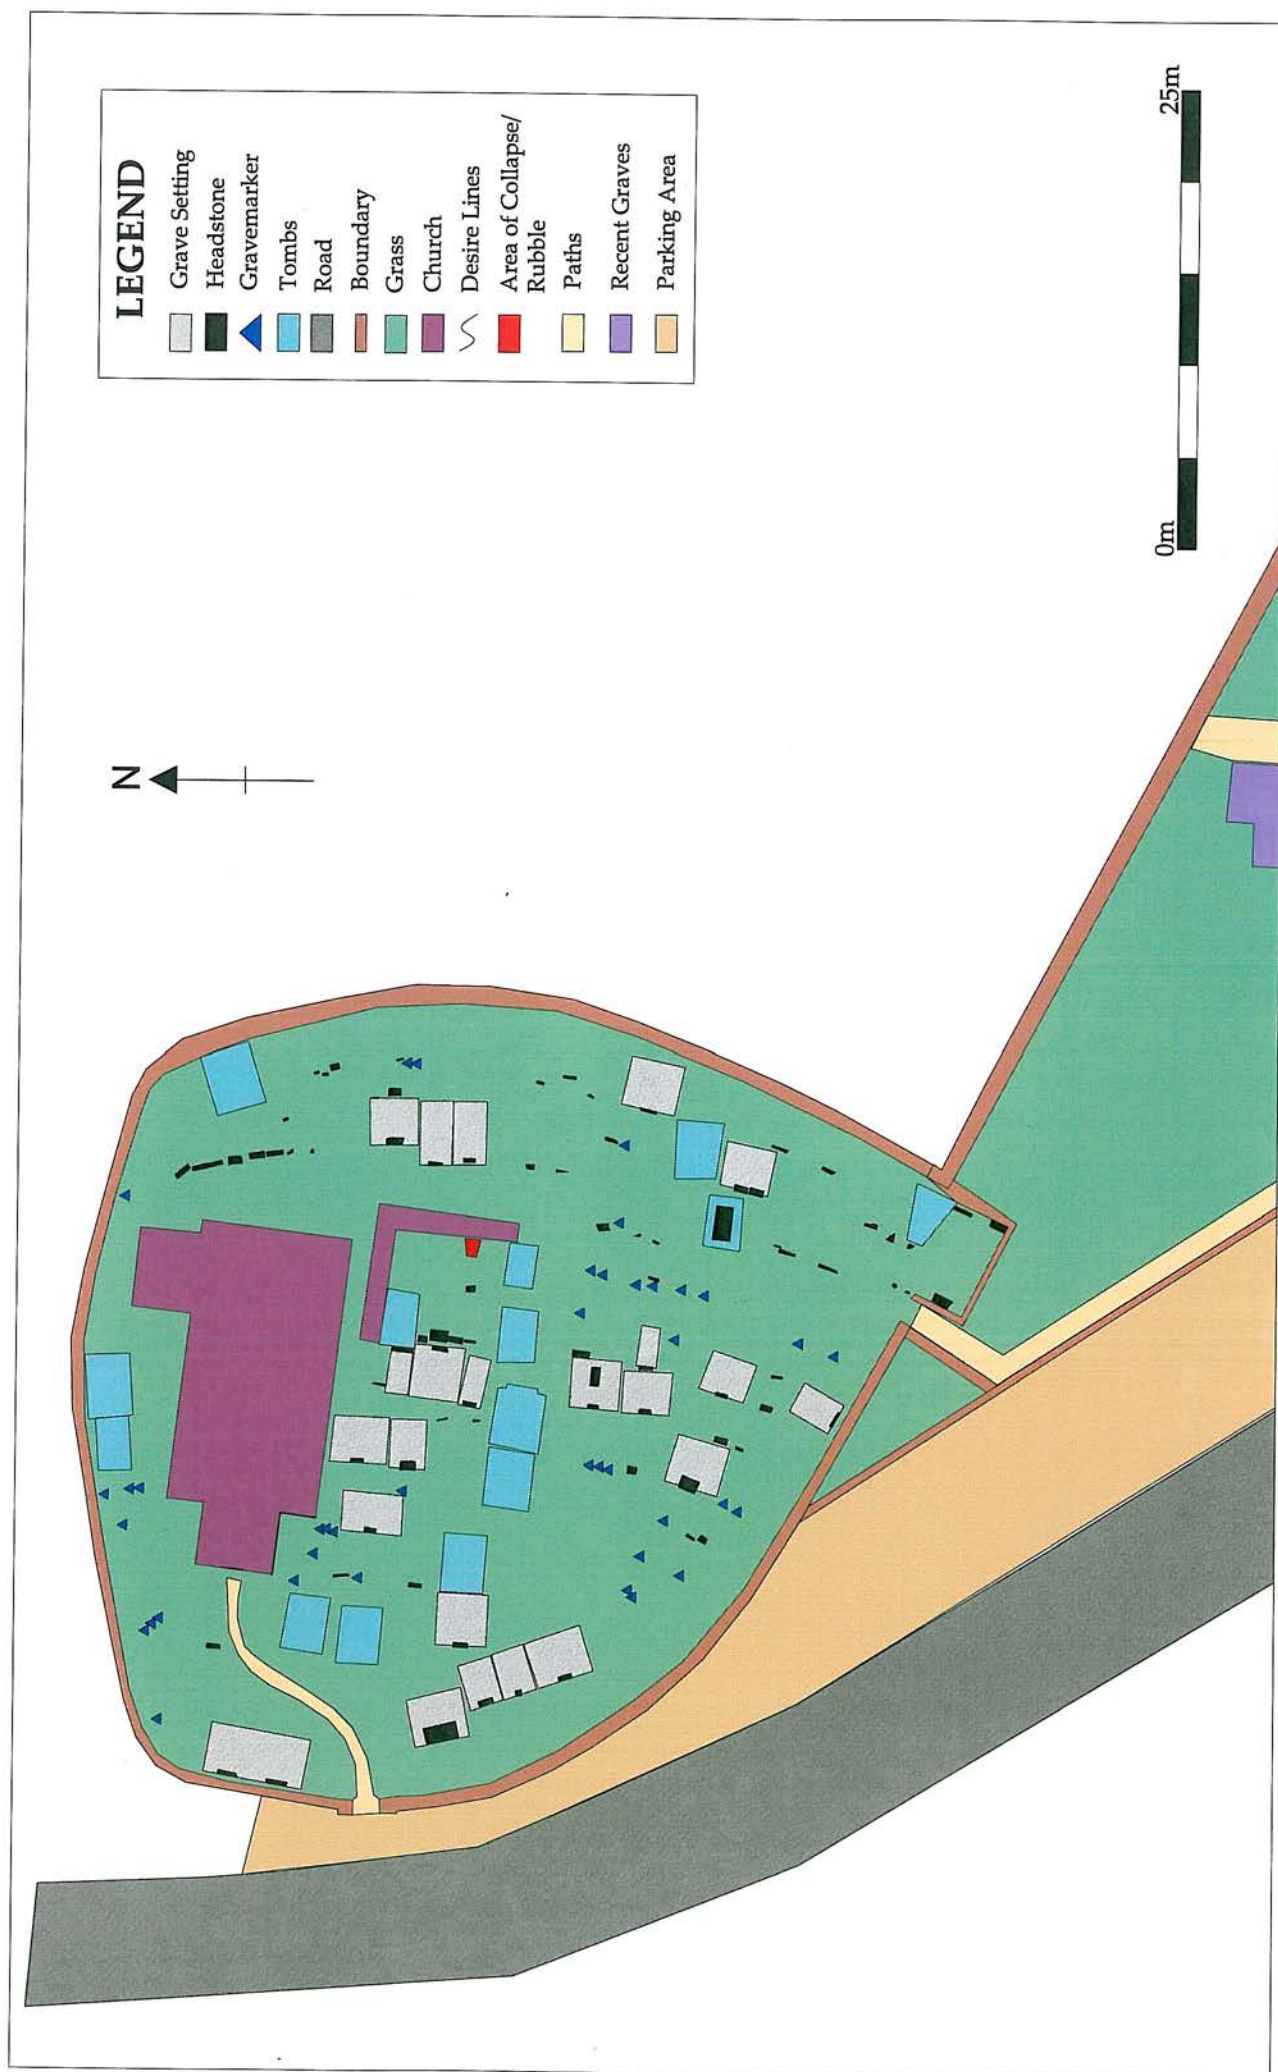 LEGEND
Grave Setting
Headstone
Gravemarker
Tombs
Road
Boundary
Grass
Church
Desire Lines
Area of Collapse/
Rubble
Paths
Recent Graves
Parking Area
N
0m
25m